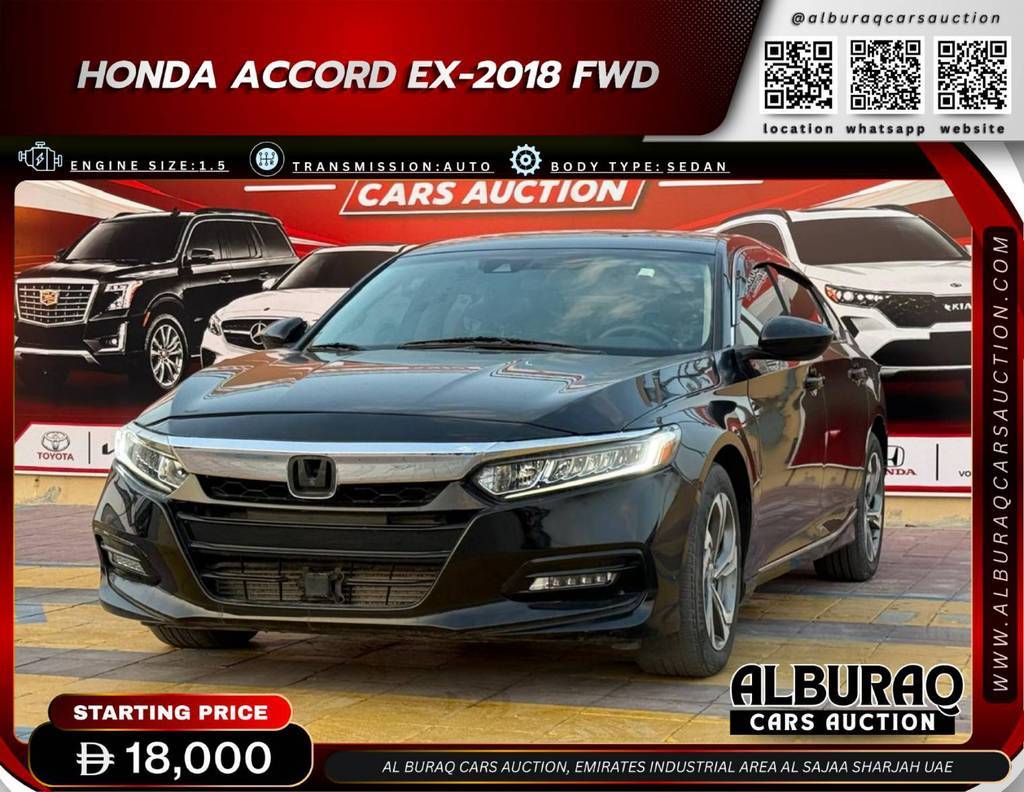 @alburaqcarsauction
HONDA ACCORD EX-2018 FWD
location whatsapp website
ENGINE SIZE:1.5 TRANSMISSION:AUTO BODY TYPE: SEDAN
CARS AUCTION
KIA
TOYOTA
NDA
VO
WWW.ALBURAQCARSAUCTION.COM
ALBURAQ
CARS AUCTION
STARTING PRICE
18,000
AL BURAQ CARS AUCTION, EMIRATES INDUSTRIAL AREA AL SAJAA SHARJAH UAE